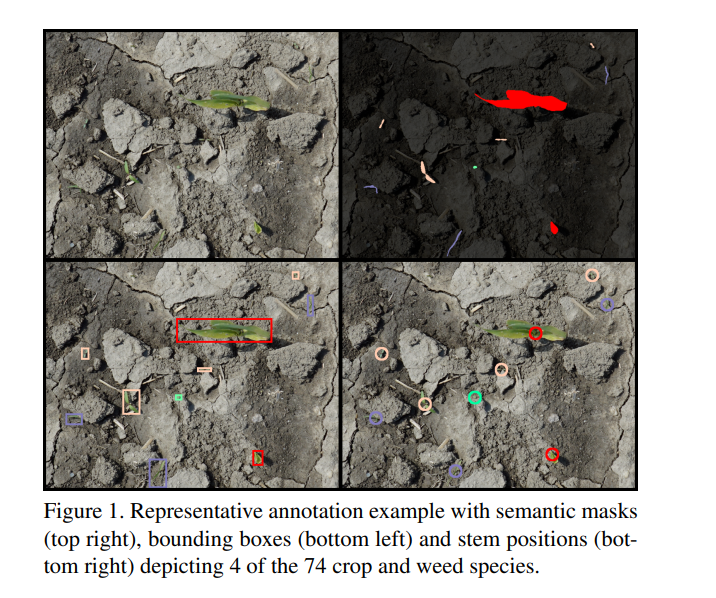 Figure 1. Representative annotation example with semantic masks
(top right), bounding boxes (bottom left) and stem positions (bot-
tom right) depicting 4 of the 74 crop and weed species.